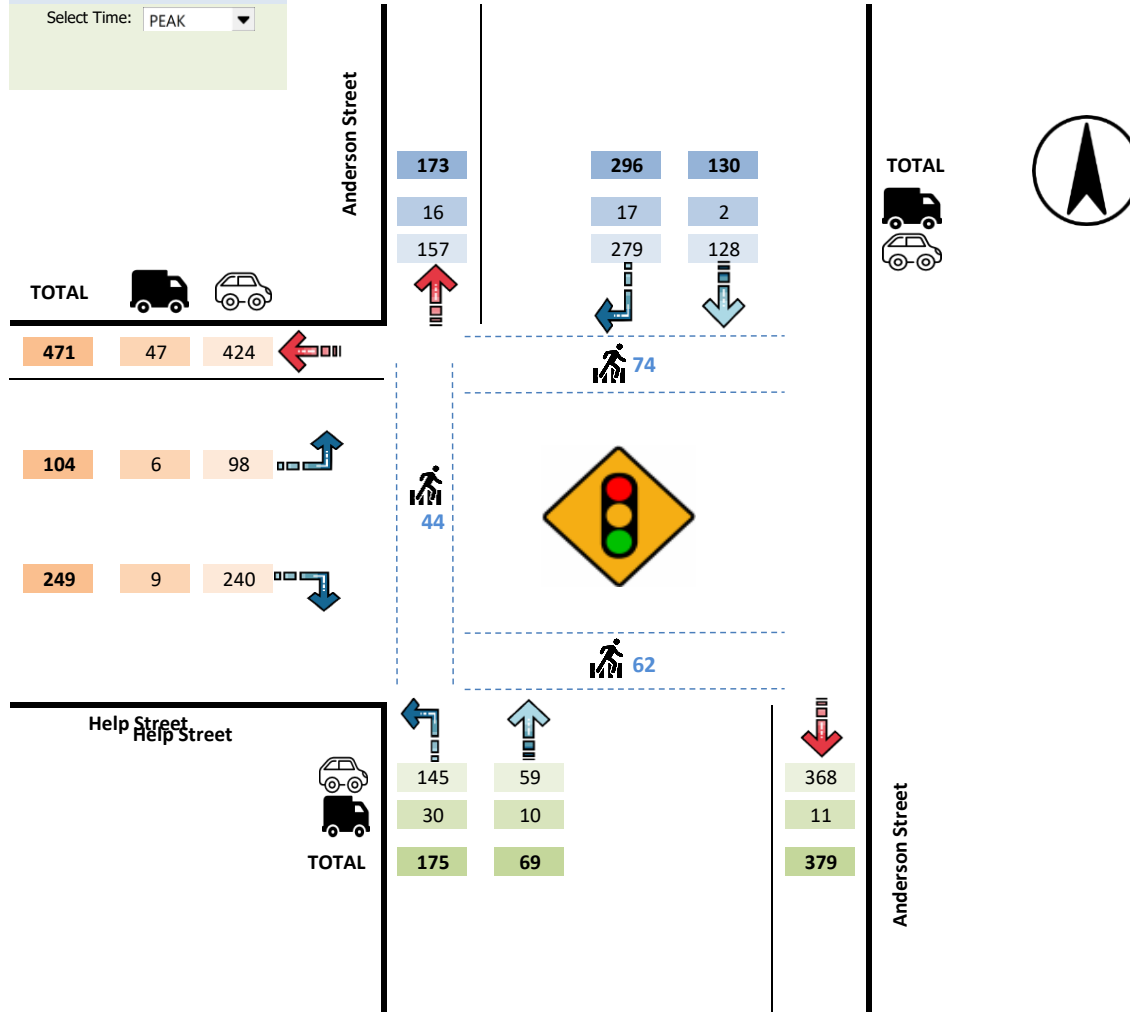 Select Time: PEAK
Anderson Street
173 296 130 TOTAL
16 17 2
157 279 128
TOTAL
471 47 424
74
104 6 98
44
249 9 240
62
Help Street
Help Street
145 59 368
30 10 11
TOTAL 175 69 379
Anderson Street